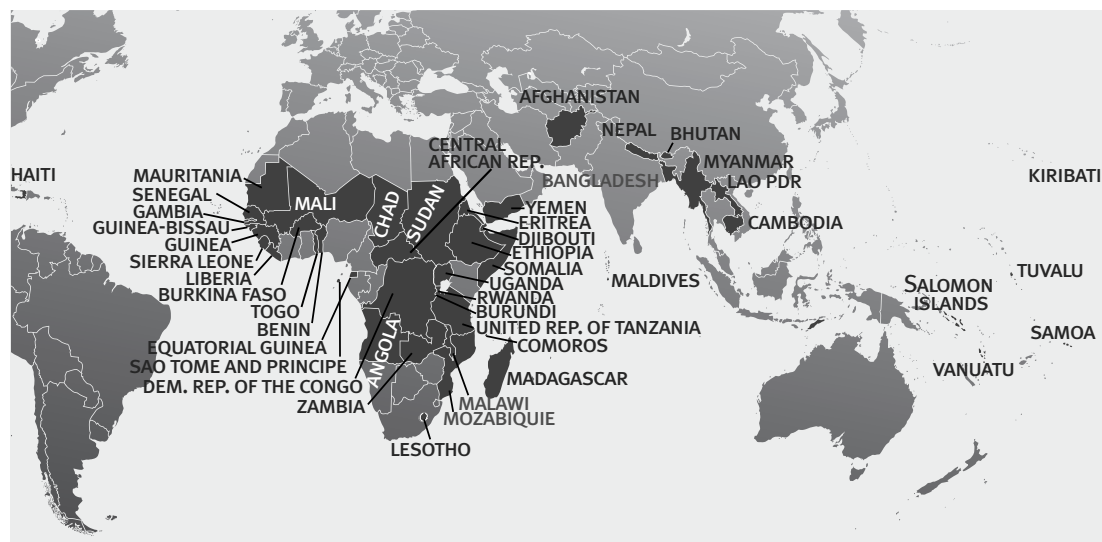 AFGHANISTAN
NEPAL
BHUTAN
CENTRAL
AFRICAN REP.
MYANMAR
HAITI
MAURITANIA
BANGLADESH
LAO PDR
KIRIBATI
SENEGAL
MALI
CHAD
SUDAN
YEMEN
GAMBIA
ERITREA
CAMBODIA
GUINEA-BISSAU
DJIBOUTI
GUINEA
ETHIOPIA
SIERRA LEONE
SOMALIA
TUVALU
LIBERIA
UGANDA
MALDIVES
SOLOMON
ISLANDS
BURKINA FASO
RWANDA
TOGO
BURUNDI
BENIN
UNITED REP. OF TANZANIA
SAMOA
EQUATORIAL GUINEA
COMOROS
SAO TOME AND PRINCIPE
ANGOLA
VANUATU
DEM. REP. OF THE CONGO
MADAGASCAR
ZAMBIA
MALAWI
MOZABIQUIE
LESOTHO